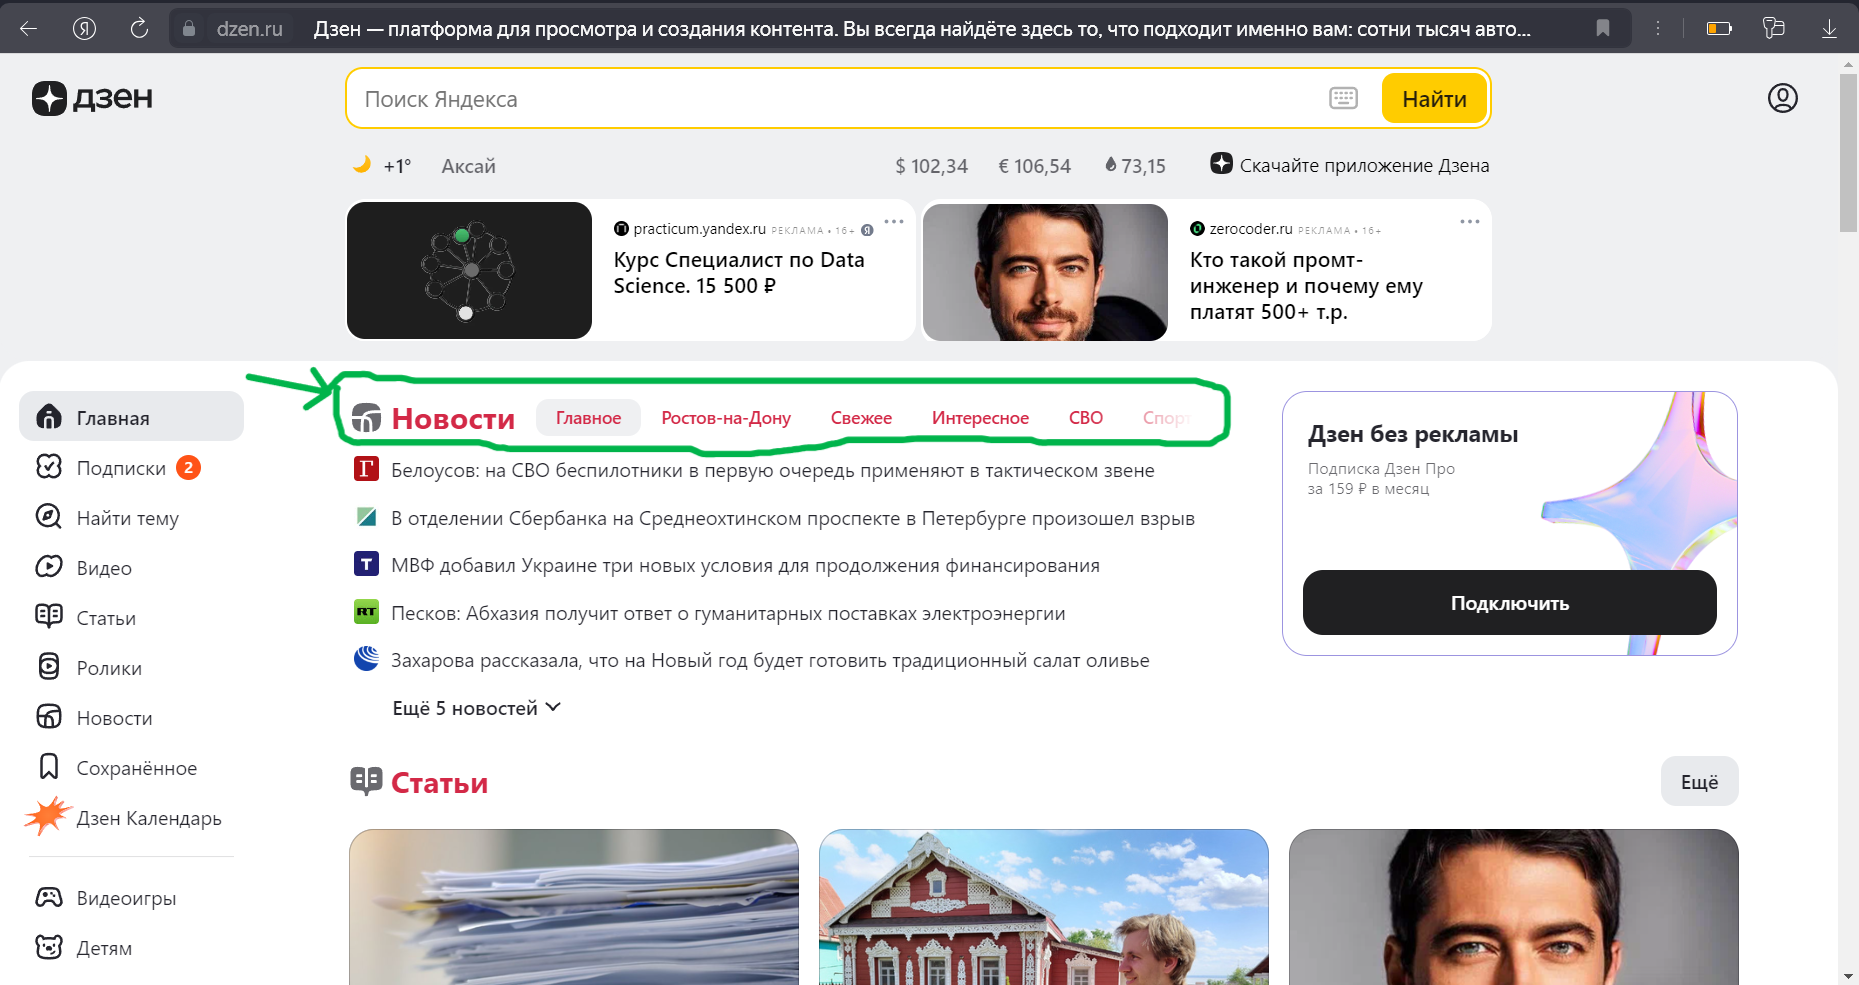 dzen.ru Дзен — платформа для просмотра и создания контента. Вы всегда найдёте здесь то, что подходит именно вам: сотни тысяч авто...
дзен
Поиск Яндекса
Найти
+1° Аксай
$ 102,34 € 106,54 73,15
Скачайте приложение Дзена
practicum.yandex.ru РЕКЛАМА • 16+
Курс Специалист по Data
Science. 15 500 ₽
zerocoder.ru РЕКЛАМА • 16+
Кто такой промт-
инженер и почему ему
платят 500+ т.р.
Главная
Подписки 2
Найти тему
Видео
Статьи
Ролики
Новости
Сохранённое
Дзен Календарь
Видеоигры
Детям
Новости Главное Ростов-на-Дону Свежее Интересное СВО Спорт
Белоусов: на СВО беспилотники в первую очередь применяют в тактическом звене
В отделении Сбербанка на Среднеохтинском проспекте в Петербурге произошел взрыв
МВФ добавил Украине три новых условия для продолжения финансирования
RT Песков: Абхазия получит ответ о гуманитарных поставках электроэнергии
Захарова рассказала, что на Новый год будет готовить традиционный салат оливье
Ещё 5 новостей
Дзен без рекламы
Подписка Дзен Про
за 159 ₽ в месяц
Подключить
Статьи
Ещё